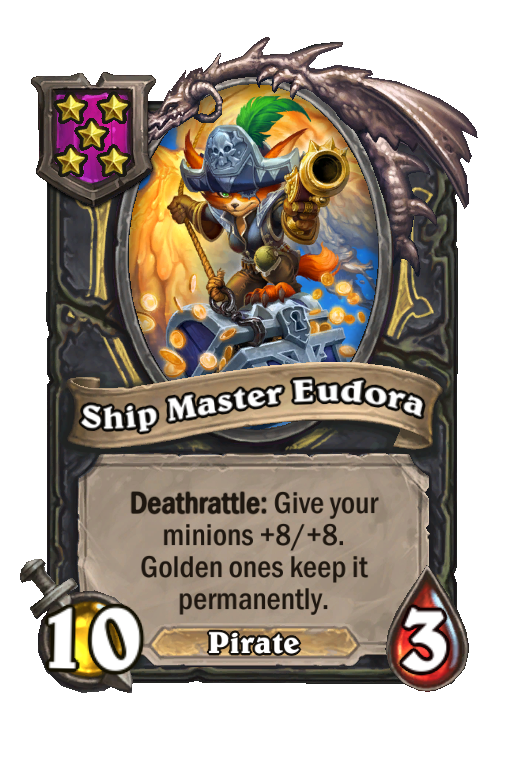 Ship Master Eudora
Deathrattle: Give your
minions +8/+8.
Golden ones keep it
permanently.
10
Pirate
3